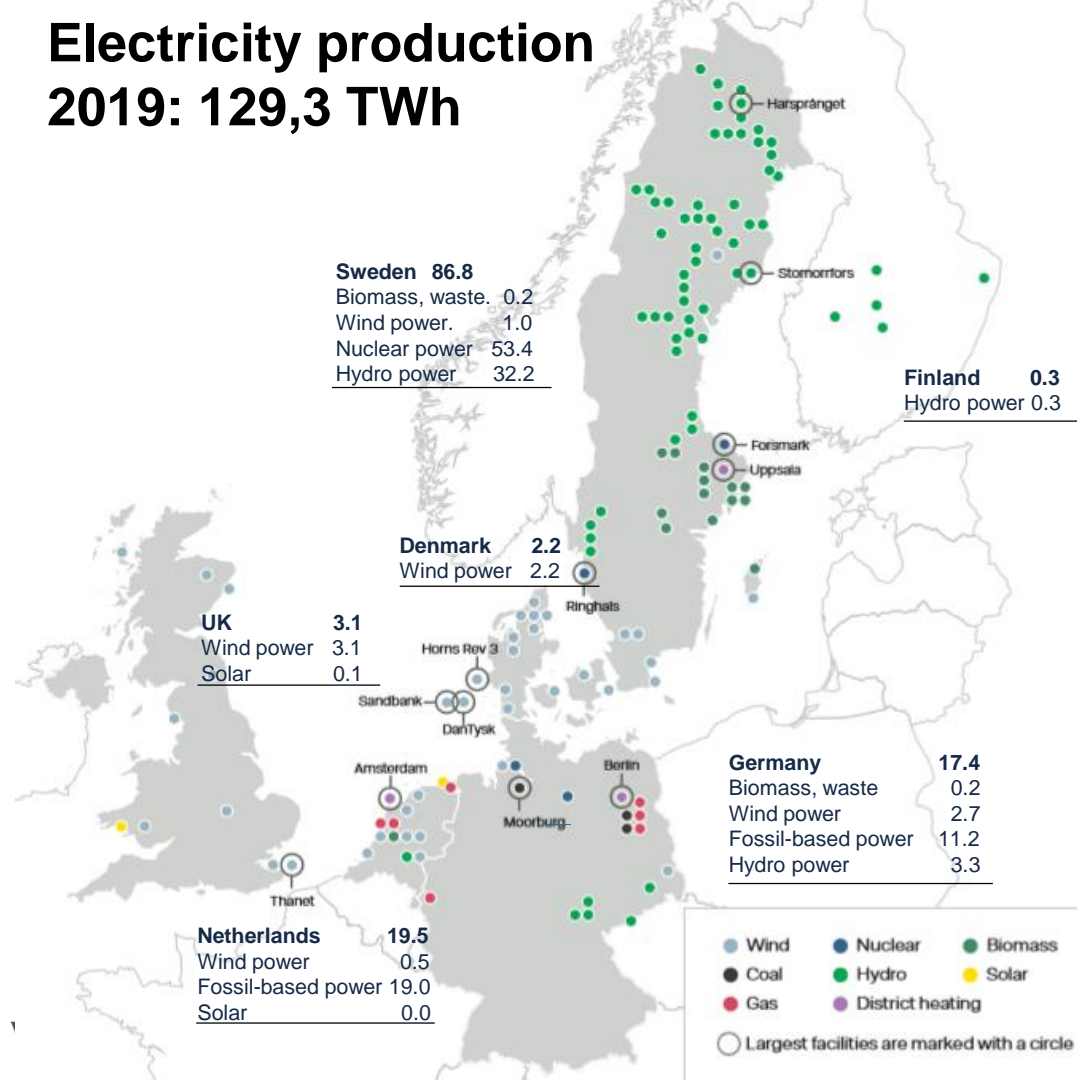 Electricity production
2019: 129,3 TWh
Harsprånget
Sweden 86.8
Biomass, waste. 0.2
Wind power. 1.0
Nuclear power 53.4
Hydro power 32.2
Stornorrfors
Finland 0.3
Hydro power 0.3
Forsmark
Uppsala
Denmark 2.2
Wind power 2.2
Ringhals
UK 3.1
Wind power 3.1
Solar 0.1
Horns Rev 3
Sandbank
DanTysk
Amsterdam
Berlin
Moorburg
Germany 17.4
Biomass, waste 0.2
Wind power 2.7
Fossil-based power 11.2
Hydro power 3.3
Thanet
Netherlands 19.5
Wind power 0.5
Fossil-based power 19.0
Solar 0.0
Wind Nuclear Biomass
Coal Hydro Solar
Gas District heating
Largest facilities are marked with a circle